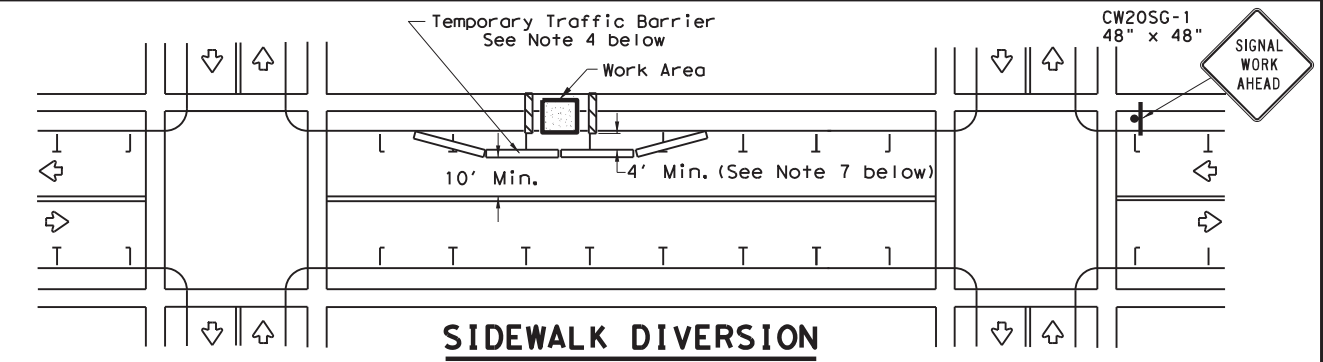 Temporary Traffic Barrier
See Note 4 below
Work Area
CW20SG-1
48" x 48"
SIGNAL
WORK
AHEAD
10' Min.
4' Min. (See Note 7 below)
SIDEWALK DIVERSION